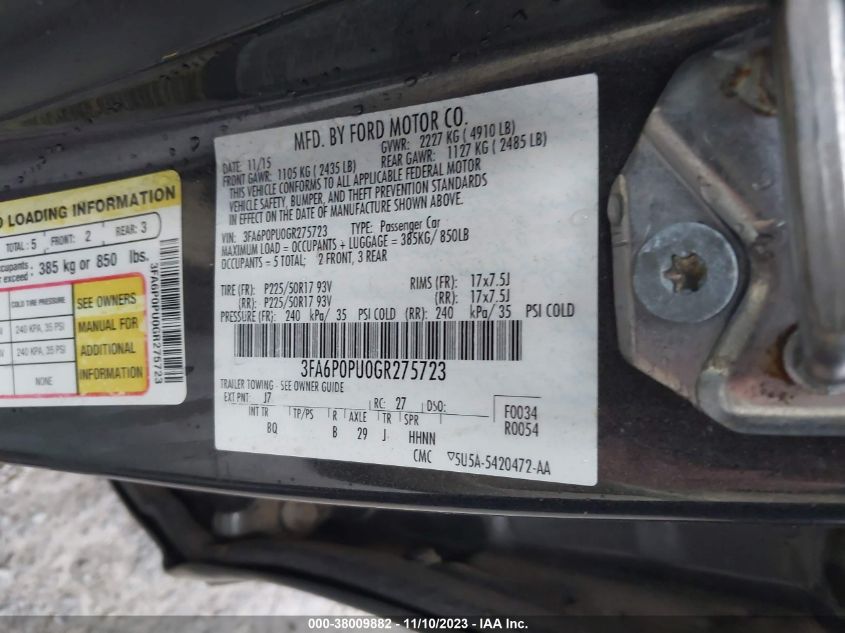 MFD. BY FORD MOTOR CO.
DATE: 11/15 GVWR: 2227 KG ( 4910 LB)
FRONT GAWR: 1105 KG ( 2435 LB) REAR GAWR: 1127 KG ( 2485 LB)
THIS VEHICLE CONFORMS TO ALL APPLICABLE FEDERAL MOTOR
VEHICLE SAFETY, BUMPER, AND THEFT PREVENTION STANDARDS
IN EFFECT ON THE DATE OF MANUFACTURE SHOWN ABOVE.
VIN: 3FA6P0PU0GR275723 TYPE: Passenger Car
MAXIMUM LOAD = OCCUPANTS + LUGGAGE = 385KG/ 850LB
OCCUPANTS = 5 TOTAL; 2 FRONT, 3 REAR
TIRE (FR): P225/50R17 93V RIMS (FR): 17x7.5J
(RR): P225/50R17 93V (RR): 17x7.5J
PRESSURE (FR): 240 kPa/ 35 PSI COLD (RR): 240 kPa/ 35 PSI COLD
3FA6P0PU0GR275723
TRAILER TOWING - SEE OWNER GUIDE
EXT PNT: J7 RC: 27 DSO: F0034
INT TR TP/PS R AXLE TR SPR R0054
BQ B 29 J HHNN
CMC ▽5U5A-5420472-AA
LOADING INFORMATION
TOTAL : 5 FRONT: 2 REAR: 3
385 kg or 850 lbs.
COLD TIRE PRESSURE
240 KPA, 35 PSI
240 KPA, 35 PSI
NONE
SEE OWNERS
MANUAL FOR
ADDITIONAL
INFORMATION
3FA6P0PU0GR275723
000-38009882 - 11/10/2023 - IAAI.COM